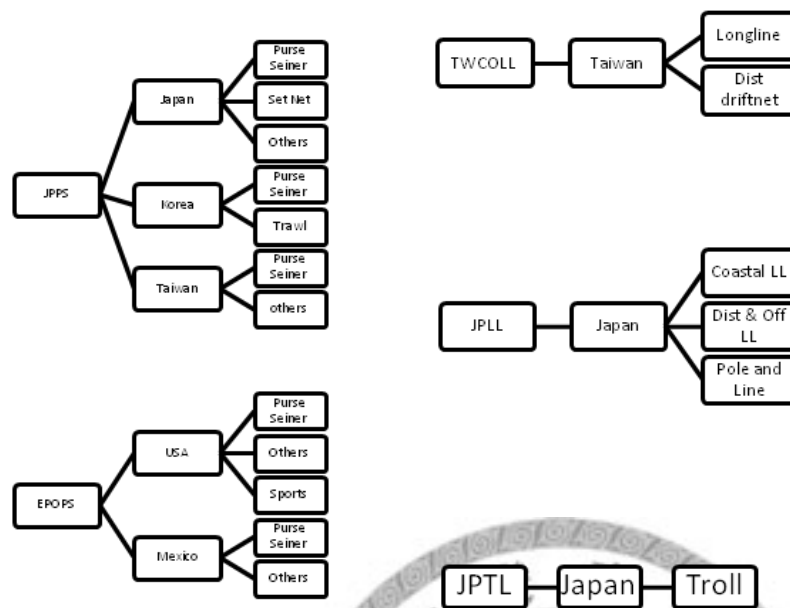 JPPS
Japan
Purse
Seiner
Set Net
Others
Korea
Purse
Seiner
Trawl
Taiwan
Purse
Seiner
others
EPOPS
USA
Purse
Seiner
Others
Sports
Mexico
Purse
Seiner
Others
TWCOLL
Taiwan
Longline
Dist
driftnet
JPLL
Japan
Coastal LL
Dist & Off
LL
Pole and
Line
JPTL
Japan
Troll